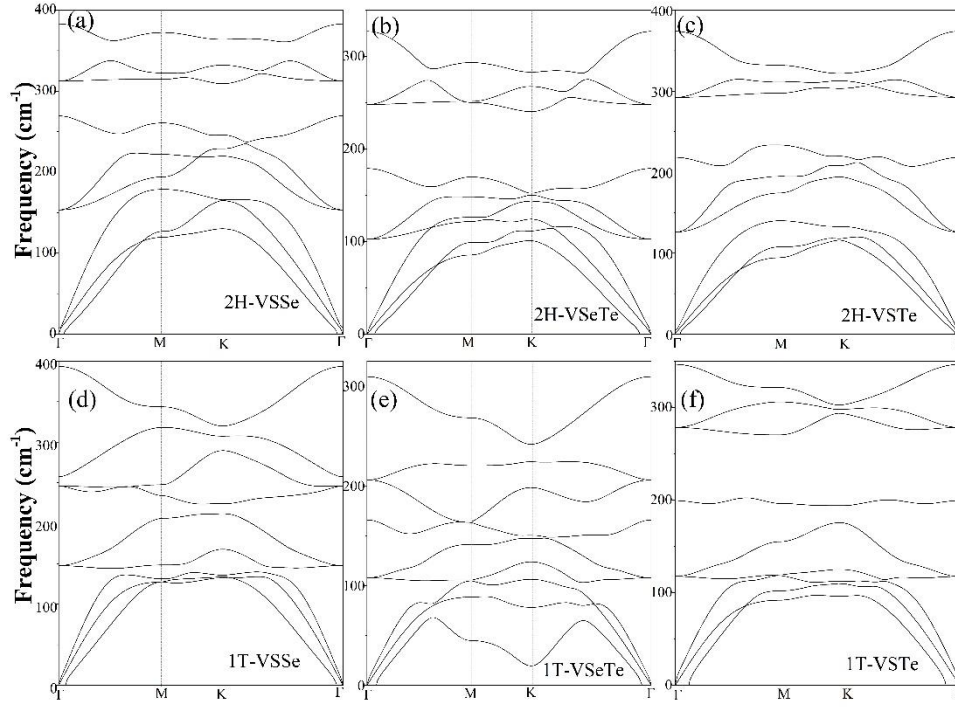 Frequency (cm⁻¹)
400
300
200
100
0
(a)
2H-VSSe
Γ M K Γ
300
200
100
0
(b)
2H-VSeTe
Γ M K Γ
400
300
200
100
0
(c)
2H-VSTe
Γ M K
Frequency (cm⁻¹)
400
300
200
100
0
(d)
1T-VSSe
Γ M K Γ
300
200
100
0
(e)
1T-VSeTe
Γ M K Γ
300
200
100
0
(f)
1T-VSTe
Γ M K